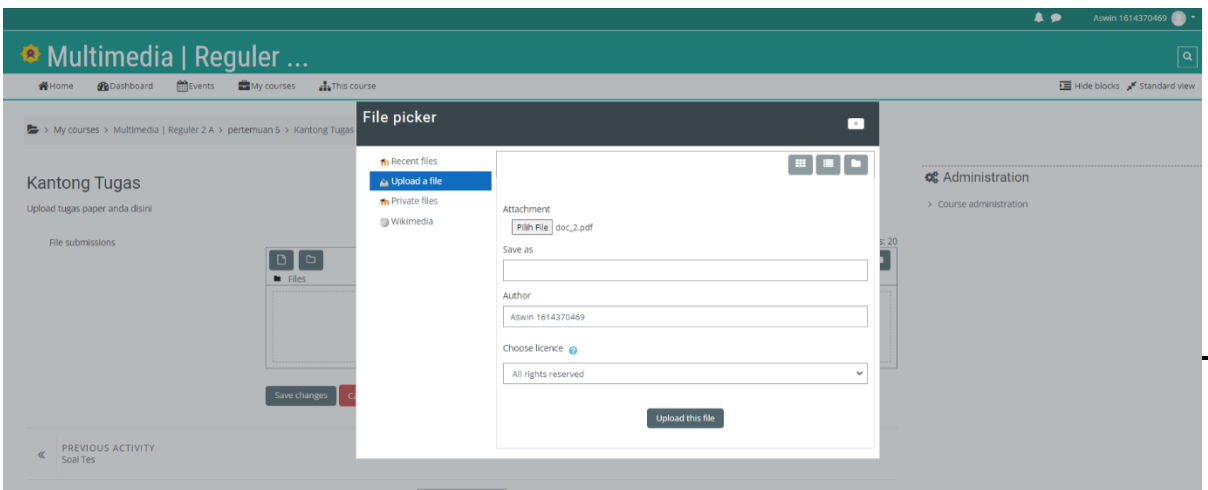 Aswin 1614370469
Multimedia | Reguler ...
Home Dashboard Events My courses This course Hide blocks Standard view
My courses > Multimedia | Reguler 2 A > pertemuan 5 > Kantong Tugas
File picker
Recent files
Upload a file
Private files
Wikimedia
Attachment
Pilih File doc_2.pdf
Save as
Author
Aswin 1614370469
Choose licence
All rights reserved
Upload this file
Kantong Tugas
Upload tugas paper anda disini
File submissions
20
Files
Save changes
PREVIOUS ACTIVITY
Soal Tes
Administration
> Course administration